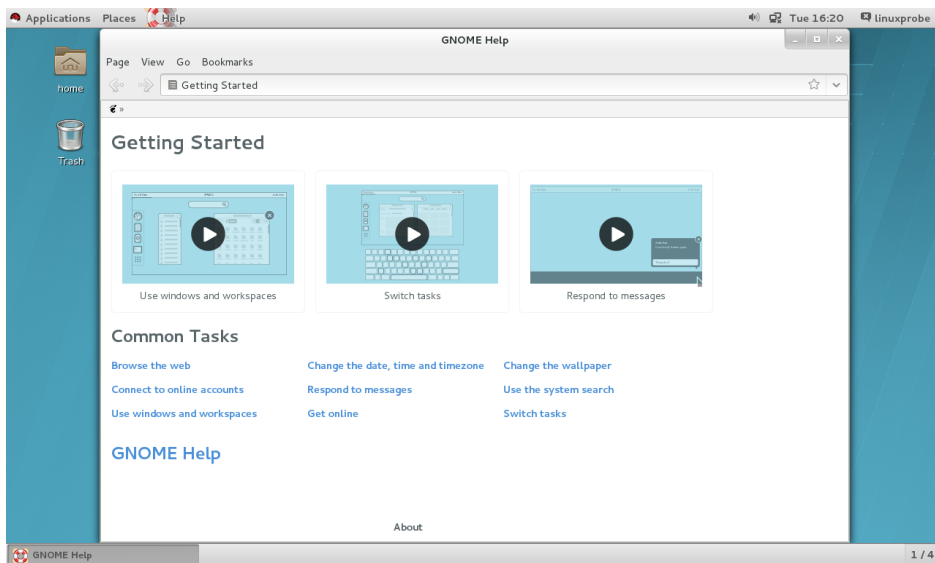 Applications Places Help Tue 16:20 linuxprobe
GNOME Help
Page View Go Bookmarks
home
Getting Started
»
Getting Started
Trash
Use windows and workspaces Switch tasks Respond to messages
Common Tasks
Browse the web Change the date, time and timezone Change the wallpaper
Connect to online accounts Respond to messages Use the system search
Use windows and workspaces Get online Switch tasks
GNOME Help
About
GNOME Help 1 / 4